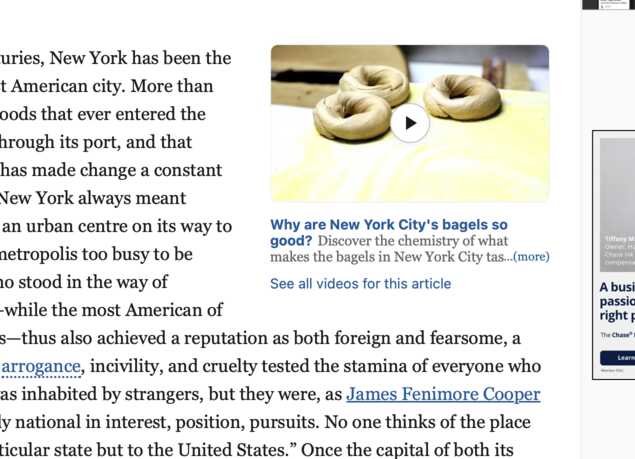 uries, New York has been the
t American city. More than
oods that ever entered the
hrough its port, and that
has made change a constant
New York always meant
an urban centre on its way to
metropolis too busy to be
no stood in the way of
–while the most American of
s—thus also achieved a reputation as both foreign and fearsome, a
arrogance, incivility, and cruelty tested the stamina of everyone who
as inhabited by strangers, but they were, as James Fenimore Cooper
ly national in interest, position, pursuits. No one thinks of the place
ticular state but to the United States.” Once the capital of both its
Why are New York City's bagels so
good? Discover the chemistry of what
makes the bagels in New York City tas...(more)
See all videos for this article
Tiffany M
Owner, Ha
Chase Ink
compensa
A busi
passio
right p
The Chase®
Learn
Member FDIC